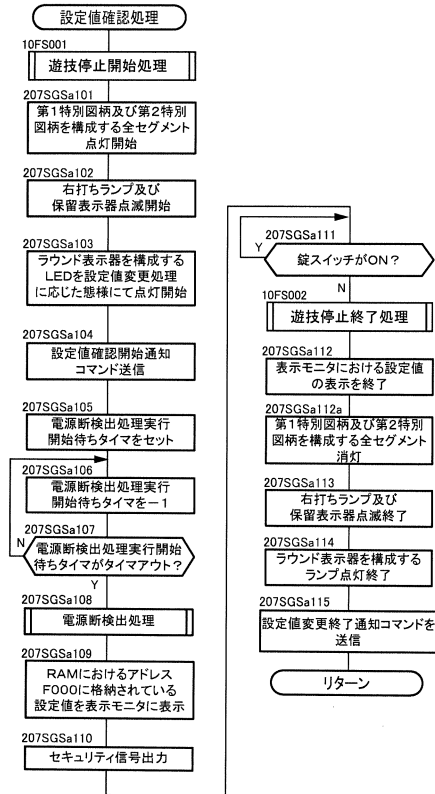 設定値確認処理
10FS001
遊技停止開始処理
207SGSa101
第1特別図柄及び第2特別
図柄を構成する全セグメント
点灯開始
207SGSa102
右打ちランプ及び
保留表示器点滅開始
207SGSa103
ラウンド表示器を構成する
LEDを設定値変更処理
に応じた態様にて点灯開始
207SGSa104
設定値確認開始通知
コマンド送信
207SGSa105
電源断検出処理実行
開始待ちタイマをセット
207SGSa106
電源断検出処理実行
開始待ちタイマを−1
207SGSa107
N
電源断検出処理実行開始
待ちタイマがタイムアウト？
Y
207SGSa108
電源断検出処理
207SGSa109
RAMにおけるアドレス
F000に格納されている
設定値を表示モニタに表示
207SGSa110
セキュリティ信号出力
207SGSa111
Y
錠スイッチがON？
N
10FS002
遊技停止終了処理
207SGSa112
表示モニタにおける設定値
の表示を終了
207SGSa112a
第1特別図柄及び第2特別
図柄を構成する全セグメント
消灯
207SGSa113
右打ちランプ及び
保留表示器点滅終了
207SGSa114
ラウンド表示器を構成する
ランプ点灯終了
207SGSa115
設定値変更終了通知コマンドを
送信
リターン